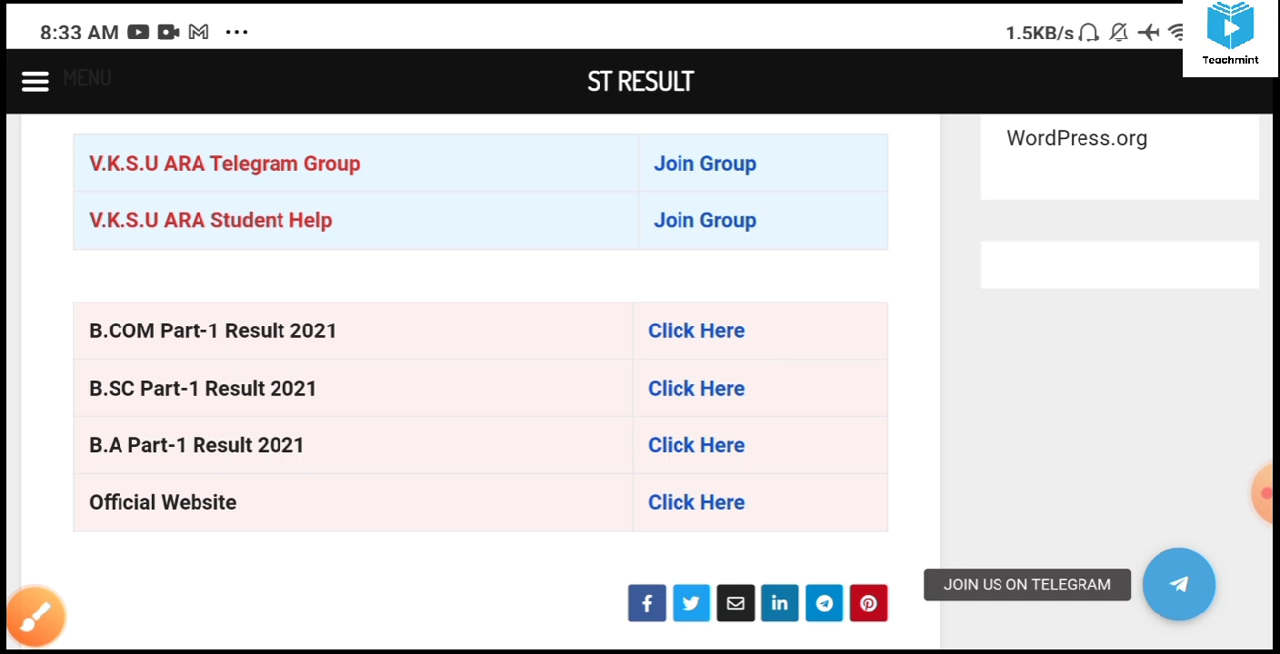 8:33 AM ... 1.5KB/s
Teachmint
MENU
ST RESULT
WordPress.org
V.K.S.U ARA Telegram Group Join Group
V.K.S.U ARA Student Help Join Group
B.COM Part-1 Result 2021 Click Here
B.SC Part-1 Result 2021 Click Here
B.A Part-1 Result 2021 Click Here
Official Website Click Here
JOIN US ON TELEGRAM